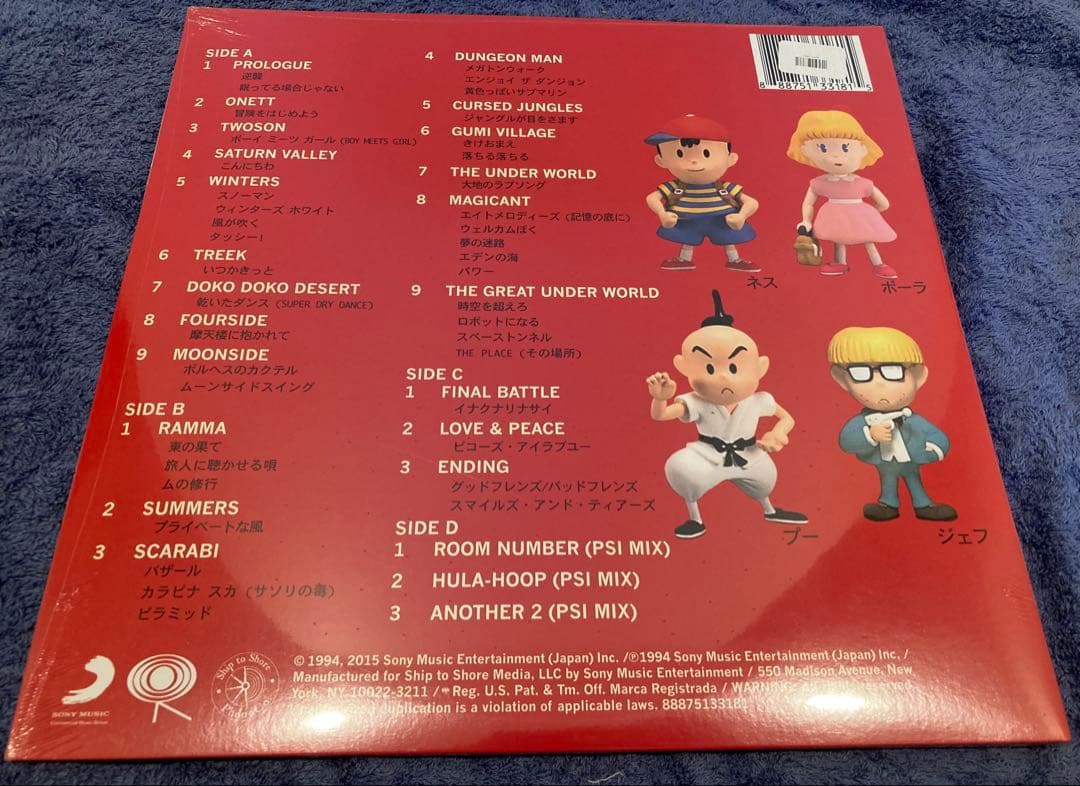 SIDE A
1 PROLOGUE
逆襲
眠ってる場合じゃない
2 ONETT
冒険をはじめよう
3 TWOSON
ボーイ ミーツ ガール (BOY MEETS GIRL)
4 SATURN VALLEY
こんにちわ
5 WINTERS
スノーマン
ウィンターズ ホワイト
風が吹く
タッシー!
6 TREEK
いつかきっと
7 DOKO DOKO DESERT
乾いたダンス (SUPER DRY DANCE)
8 FOURSIDE
摩天楼に抱かれて
9 MOONSIDE
ボルヘスのカクテル
ムーンサイドスイング
SIDE B
1 RAMMA
東の果て
旅人に聴かせる唄
ムの修行
2 SUMMERS
プライベートな風
3 SCARABI
バザール
カラピナ スカ (サソリの毒)
ピラミッド
4 DUNGEON MAN
メガトンウォーク
エンジョイ ザ ダンジョン
黄色っぽいサブマリン
5 CURSED JUNGLES
ジャングルが目をさます
6 GUMI VILLAGE
きけおまえ
落ちる落ちる
7 THE UNDER WORLD
大地のラブソング
8 MAGICANT
エイトメロディーズ (記憶の底に)
ウェルカムぼく
夢の迷路
エデンの海
パワー
9 THE GREAT UNDER WORLD
時空を超えろ
ロボットになる
スペーストンネル
THE PLACE (その場所)
SIDE C
1 FINAL BATTLE
イナクナリナサイ
2 LOVE & PEACE
ビコーズ・アイラブユー
3 ENDING
グッドフレンズ/バッドフレンズ
スマイルズ・アンド・ティアーズ
SIDE D
1 ROOM NUMBER (PSI MIX)
2 HULA-HOOP (PSI MIX)
3 ANOTHER 2 (PSI MIX)
8 88751 33181 5
ネス
ポーラ
プー
ジェフ
SONY MUSIC
Ship to Shore
© 1994, 2015 Sony Music Entertainment (Japan) Inc. /℗1994 Sony Music Entertainment (Japan) Inc. /
Manufactured for Ship to Shore Media, LLC by Sony Music Entertainment / 550 Madison Avenue, New
York, NY 10022-3211 / Reg. U.S. Pat. & Tm. Off. Marca Registrada / WARNING: All rights reserved.
is a violation of applicable laws. 88875133181